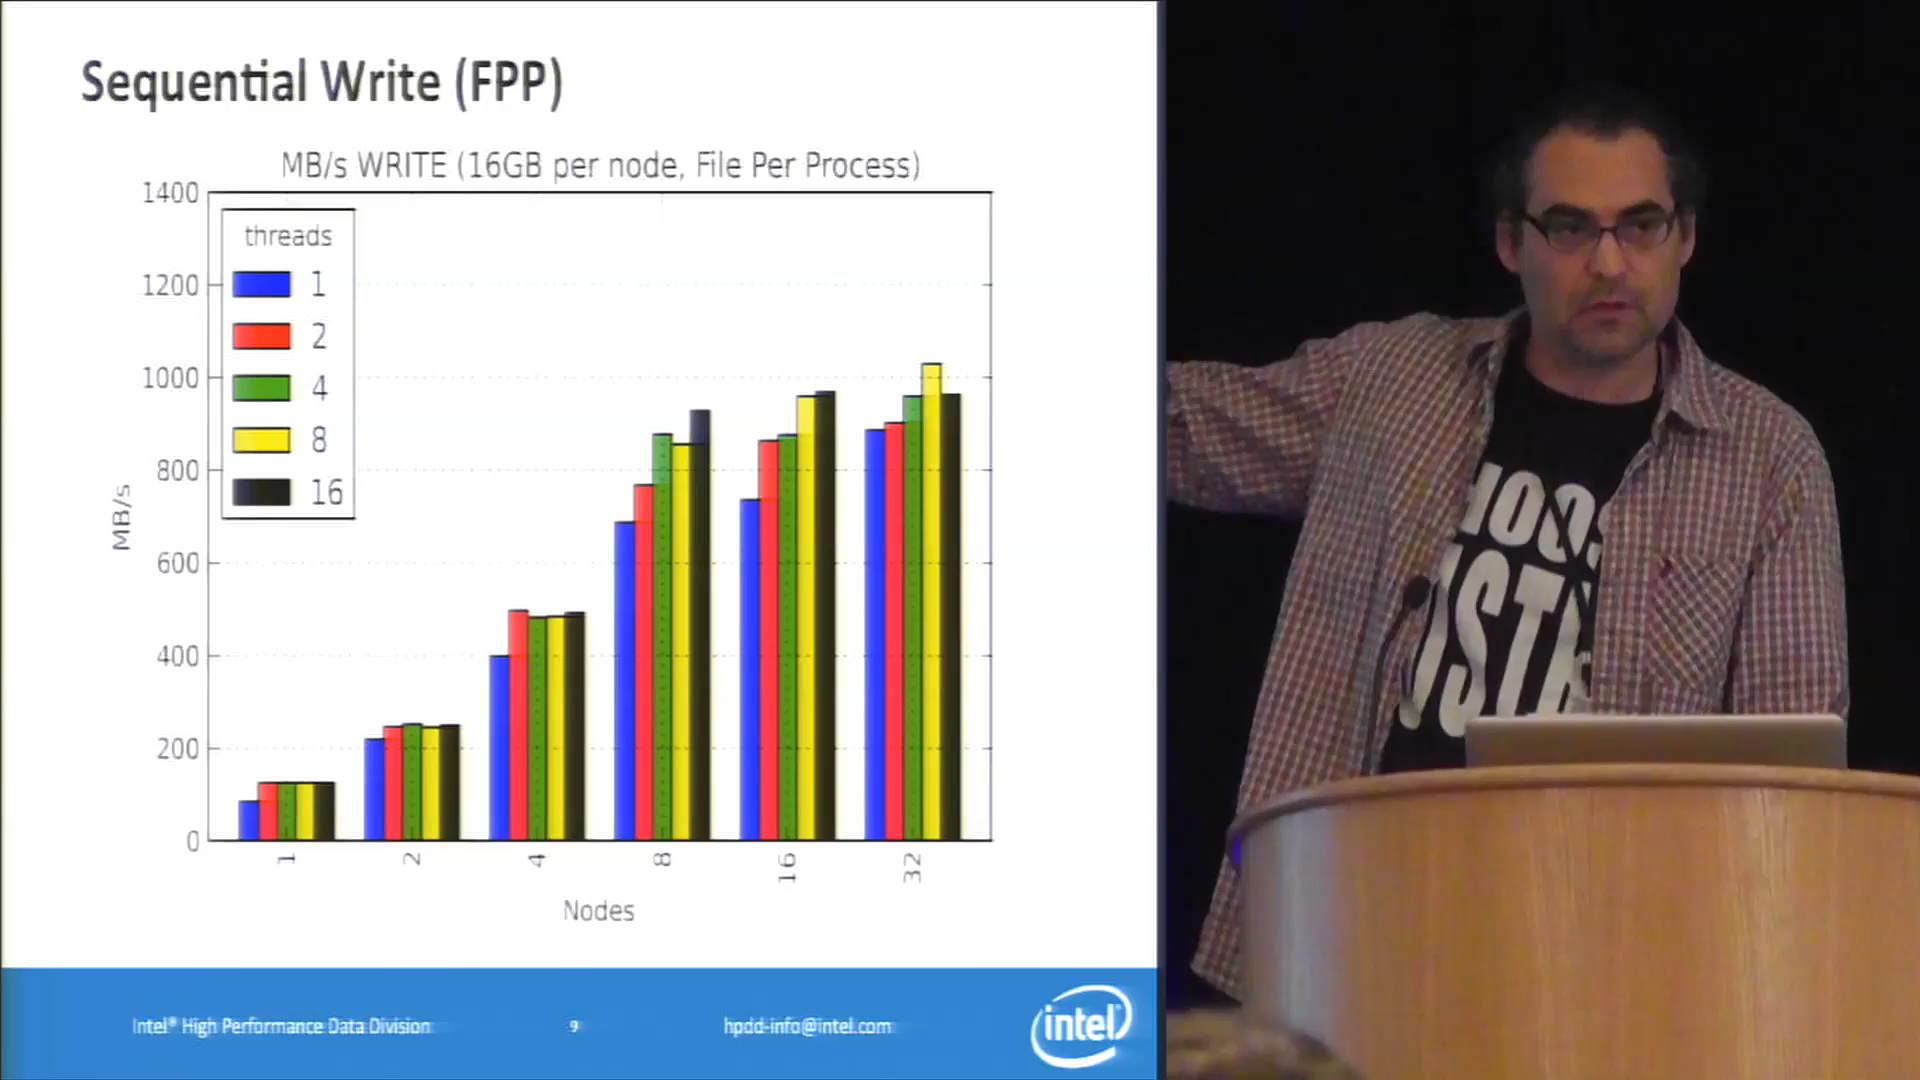 Sequential Write (FPP)
MB/s WRITE (16GB per node, File Per Process)
1400
1200
1000
800
600
400
200
0
MB/s
threads
1
2
4
8
16
1
2
4
8
16
32
Nodes
Intel® High Performance Data Division
9
hpdd-info@intel.com
intel